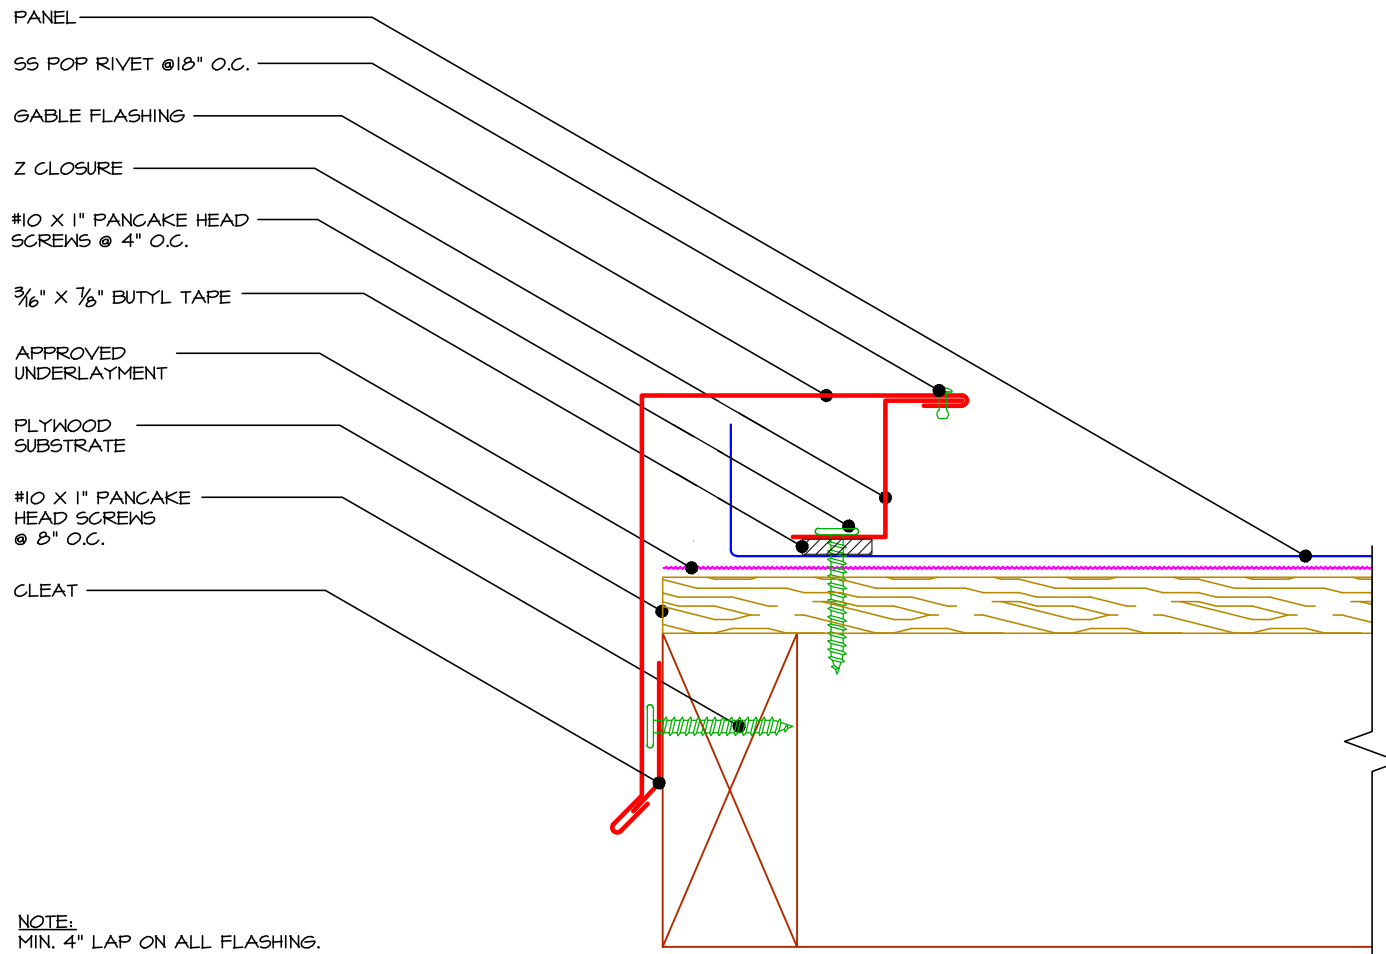 PANEL
SS POP RIVET @18" O.C.
GABLE FLASHING
Z CLOSURE
#10 X 1" PANCAKE HEAD
SCREWS @ 4" O.C.
3/16" X 7/8" BUTYL TAPE
APPROVED
UNDERLAYMENT
PLYWOOD
SUBSTRATE
#10 X 1" PANCAKE
HEAD SCREWS
@ 8" O.C.
CLEAT
NOTE:
MIN. 4" LAP ON ALL FLASHING.